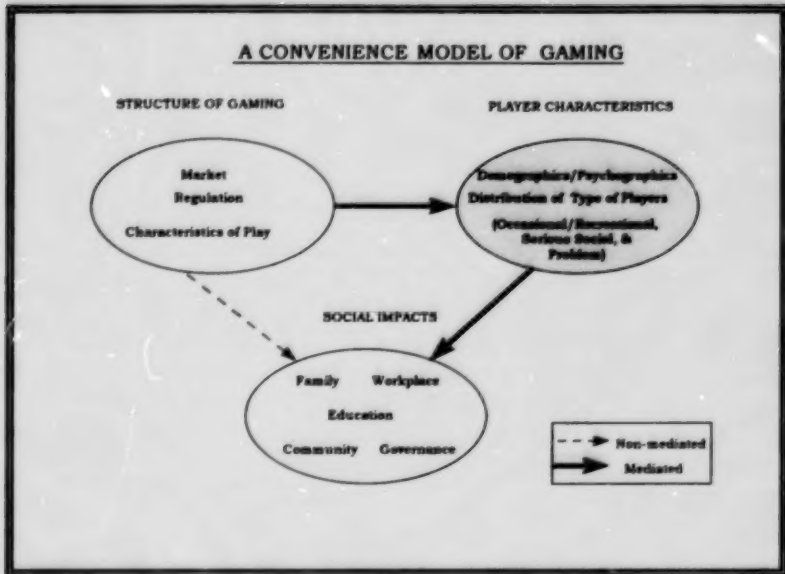 A CONVENIENCE MODEL OF GAMING
STRUCTURE OF GAMING
Market
Regulation
Characteristics of Play
PLAYER CHARACTERISTICS
Demographics/Psychographics
Distribution of Type of Players
(Occasional/Recreational,
Serious Social, &
Problem)
SOCIAL IMPACTS
Family Workplace
Education
Community Governance
Non-mediated
Mediated